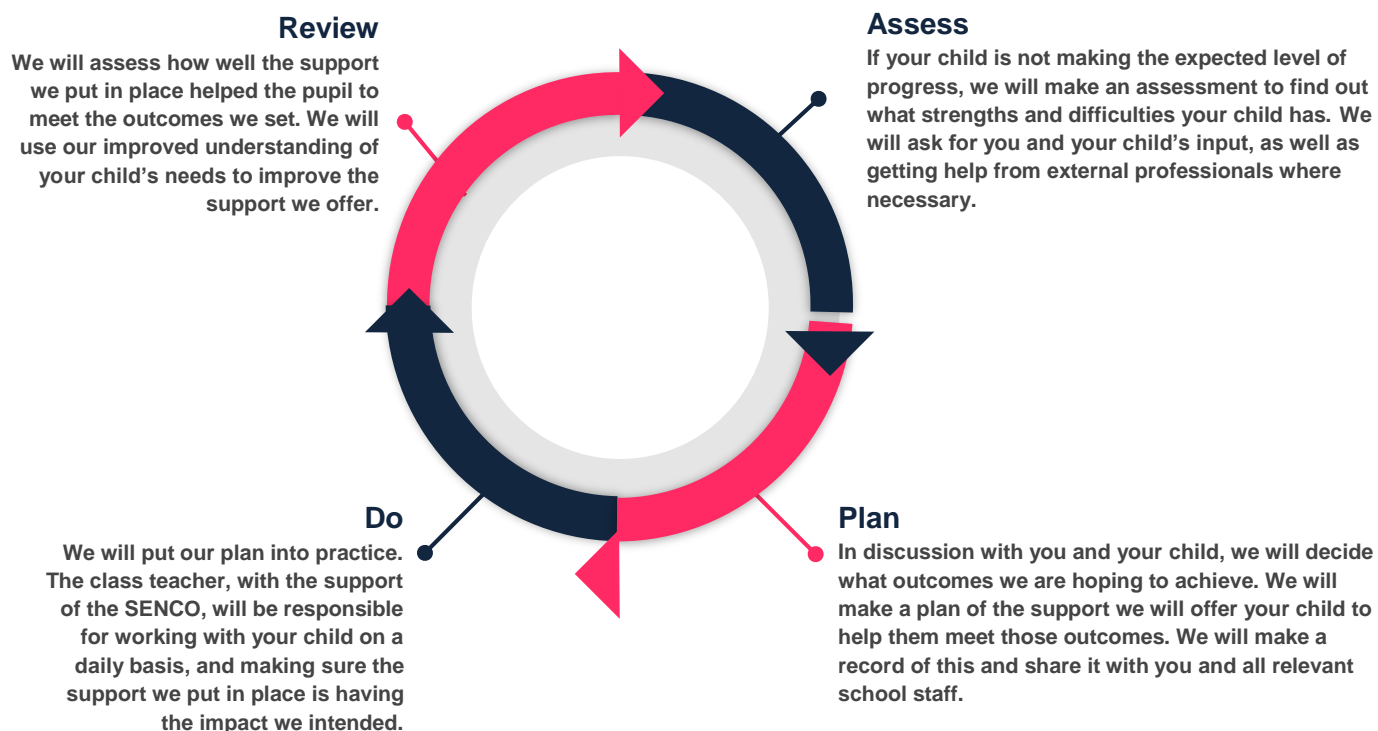 Review
We will assess how well the support
we put in place helped the pupil to
meet the outcomes we set. We will
use our improved understanding of
your child’s needs to improve the
support we offer.
Assess
If your child is not making the expected level of
progress, we will make an assessment to find out
what strengths and difficulties your child has. We
will ask for you and your child’s input, as well as
getting help from external professionals where
necessary.
Do
We will put our plan into practice.
The class teacher, with the support
of the SENCO, will be responsible
for working with your child on a
daily basis, and making sure the
support we put in place is having
the impact we intended.
Plan
In discussion with you and your child, we will decide
what outcomes we are hoping to achieve. We will
make a plan of the support we will offer your child to
help them meet those outcomes. We will make a
record of this and share it with you and all relevant
school staff.